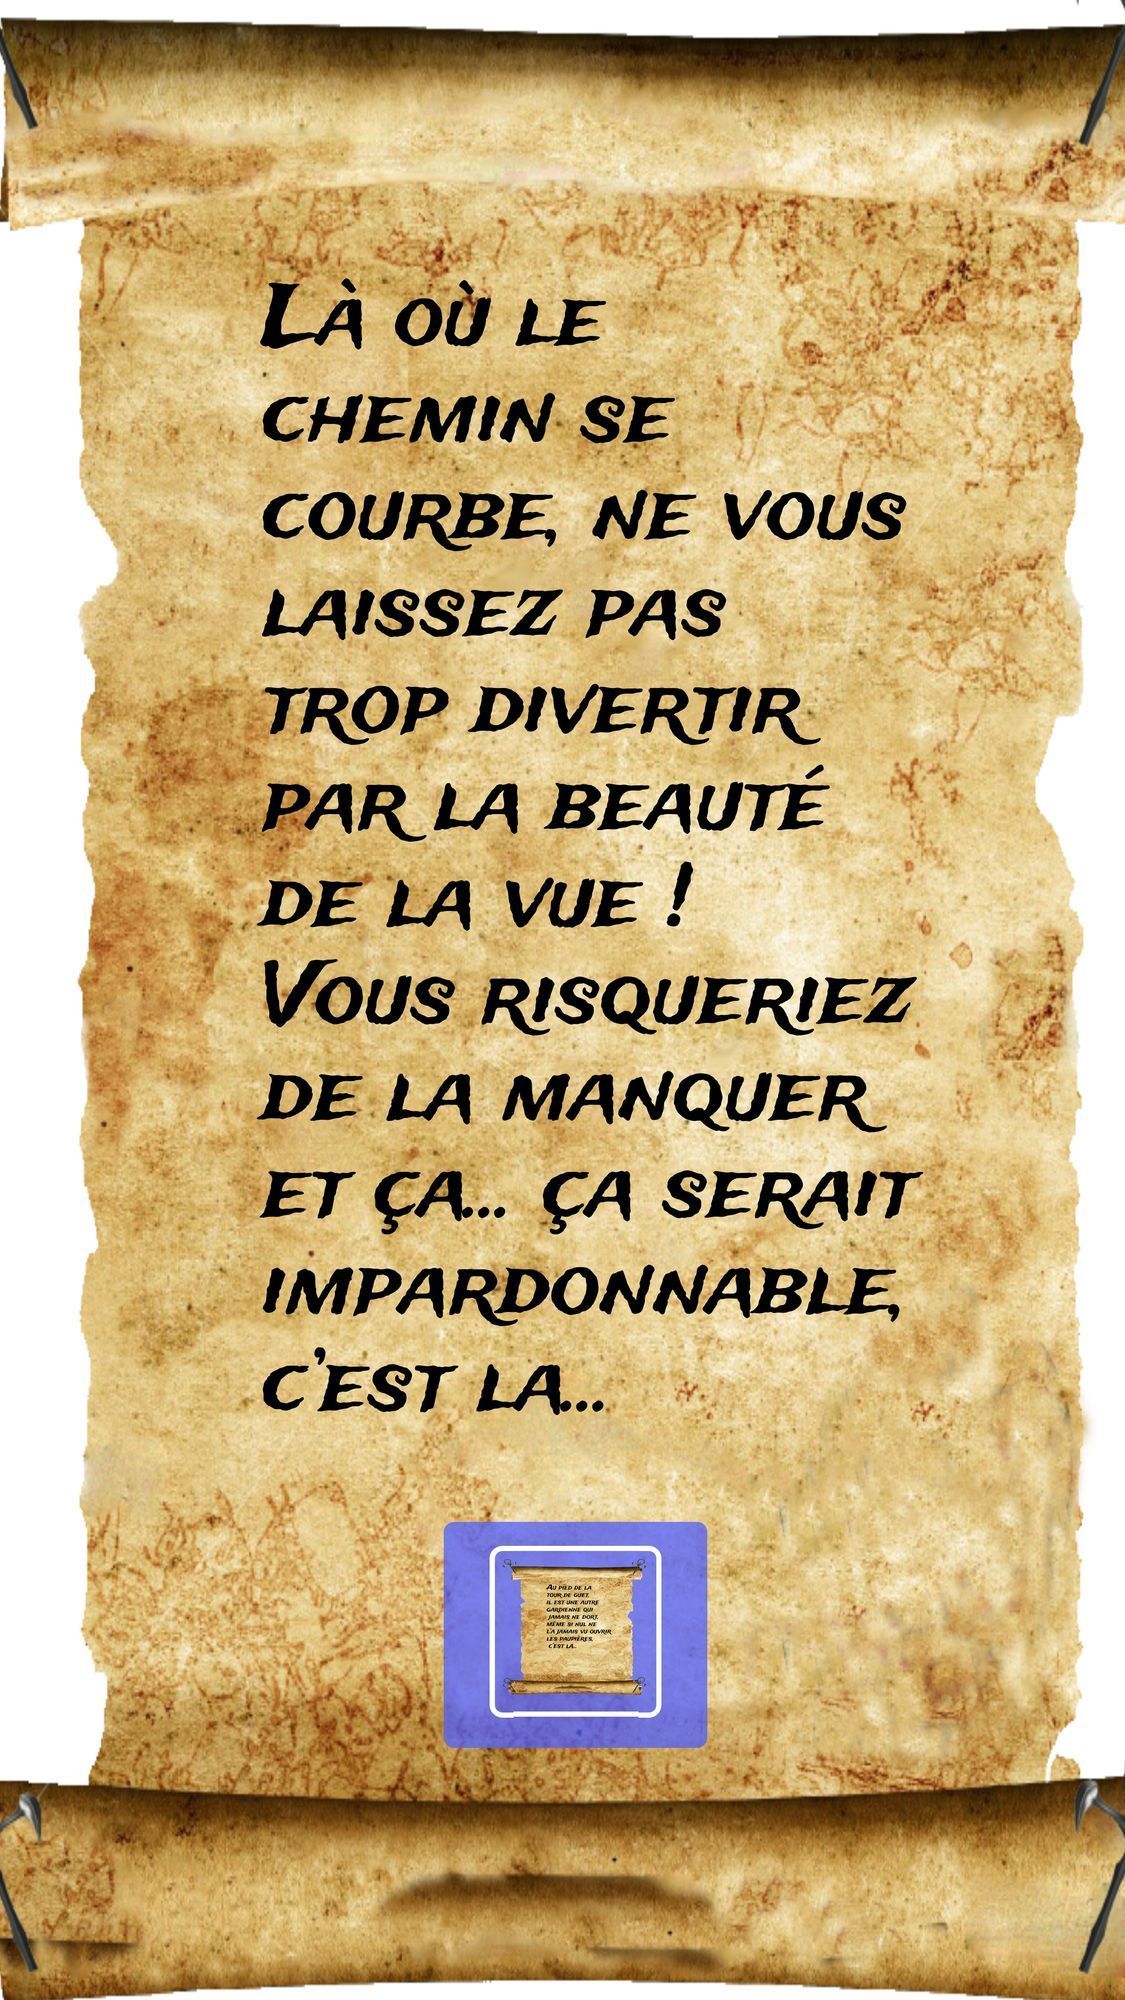 Là où le
chemin se
courbe, ne vous
laissez pas
trop divertir
par la beauté
de la vue !
Vous risqueriez
de la manquer
et ça... ça serait
impardonnable,
c'est la...
Au pied de la
tour de guet,
il est une autre
gardienne qui
jamais ne dort,
même si nul ne
l'a jamais vu ouvrir
les paupières,
c'est la...